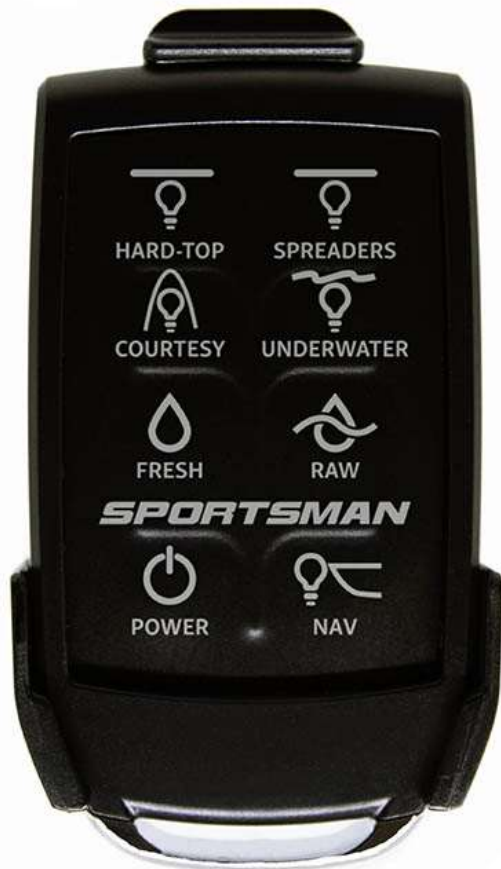 HARD-TOP SPREADERS
COURTESY UNDERWATER
FRESH RAW
SPORTSMAN
POWER NAV